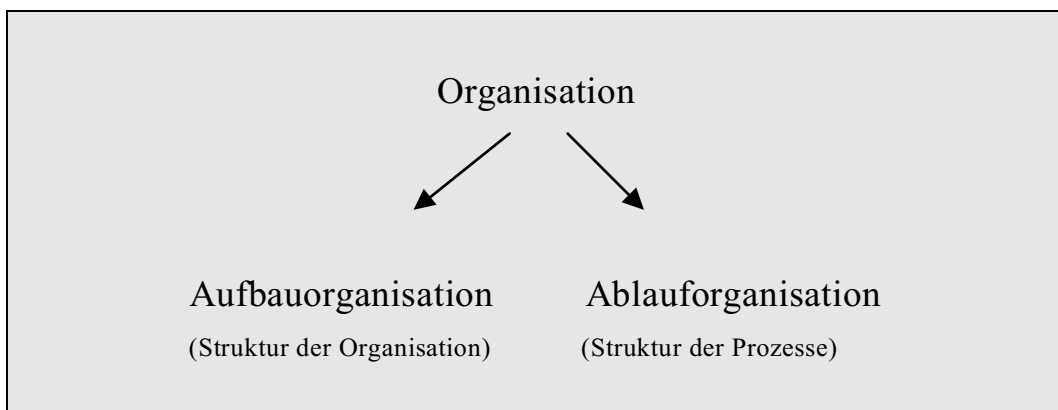 Organisation
Aufbauorganisation Ablauforganisation
(Struktur der Organisation) (Struktur der Prozesse)